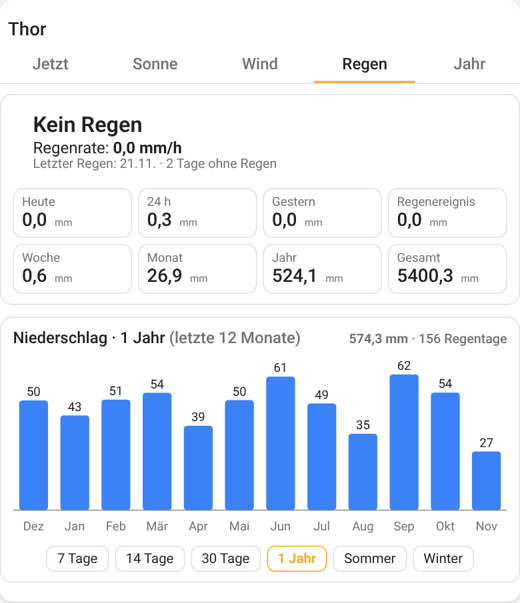 Thor
Jetzt Sonne Wind Regen Jahr
Kein Regen
Regenrate: 0,0 mm/h
Letzter Regen: 21.11. · 2 Tage ohne Regen
Heute 24 h Gestern Regenereignis
0,0 mm 0,3 mm 0,0 mm 0,0 mm
Woche Monat Jahr Gesamt
0,6 mm 26,9 mm 524,1 mm 5400,3 mm
Niederschlag · 1 Jahr (letzte 12 Monate) 574,3 mm · 156 Regentage
50 43 51 54 39 50 61 49 35 62 54 27
Dez Jan Feb Mär Apr Mai Jun Jul Aug Sep Okt Nov
7 Tage 14 Tage 30 Tage 1 Jahr Sommer Winter